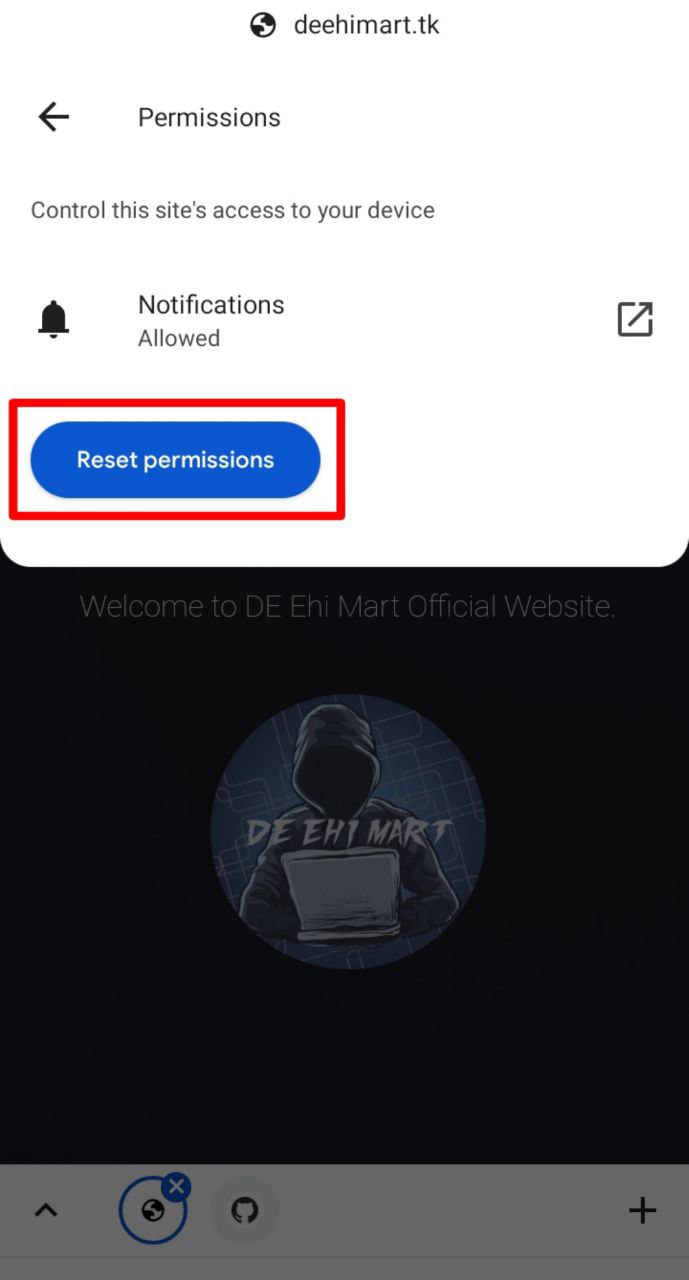 deehimart.tk
Permissions
Control this site's access to your device
Notifications
Allowed
Reset permissions
Welcome to DE Ehi Mart Official Website.
DE EHI MART